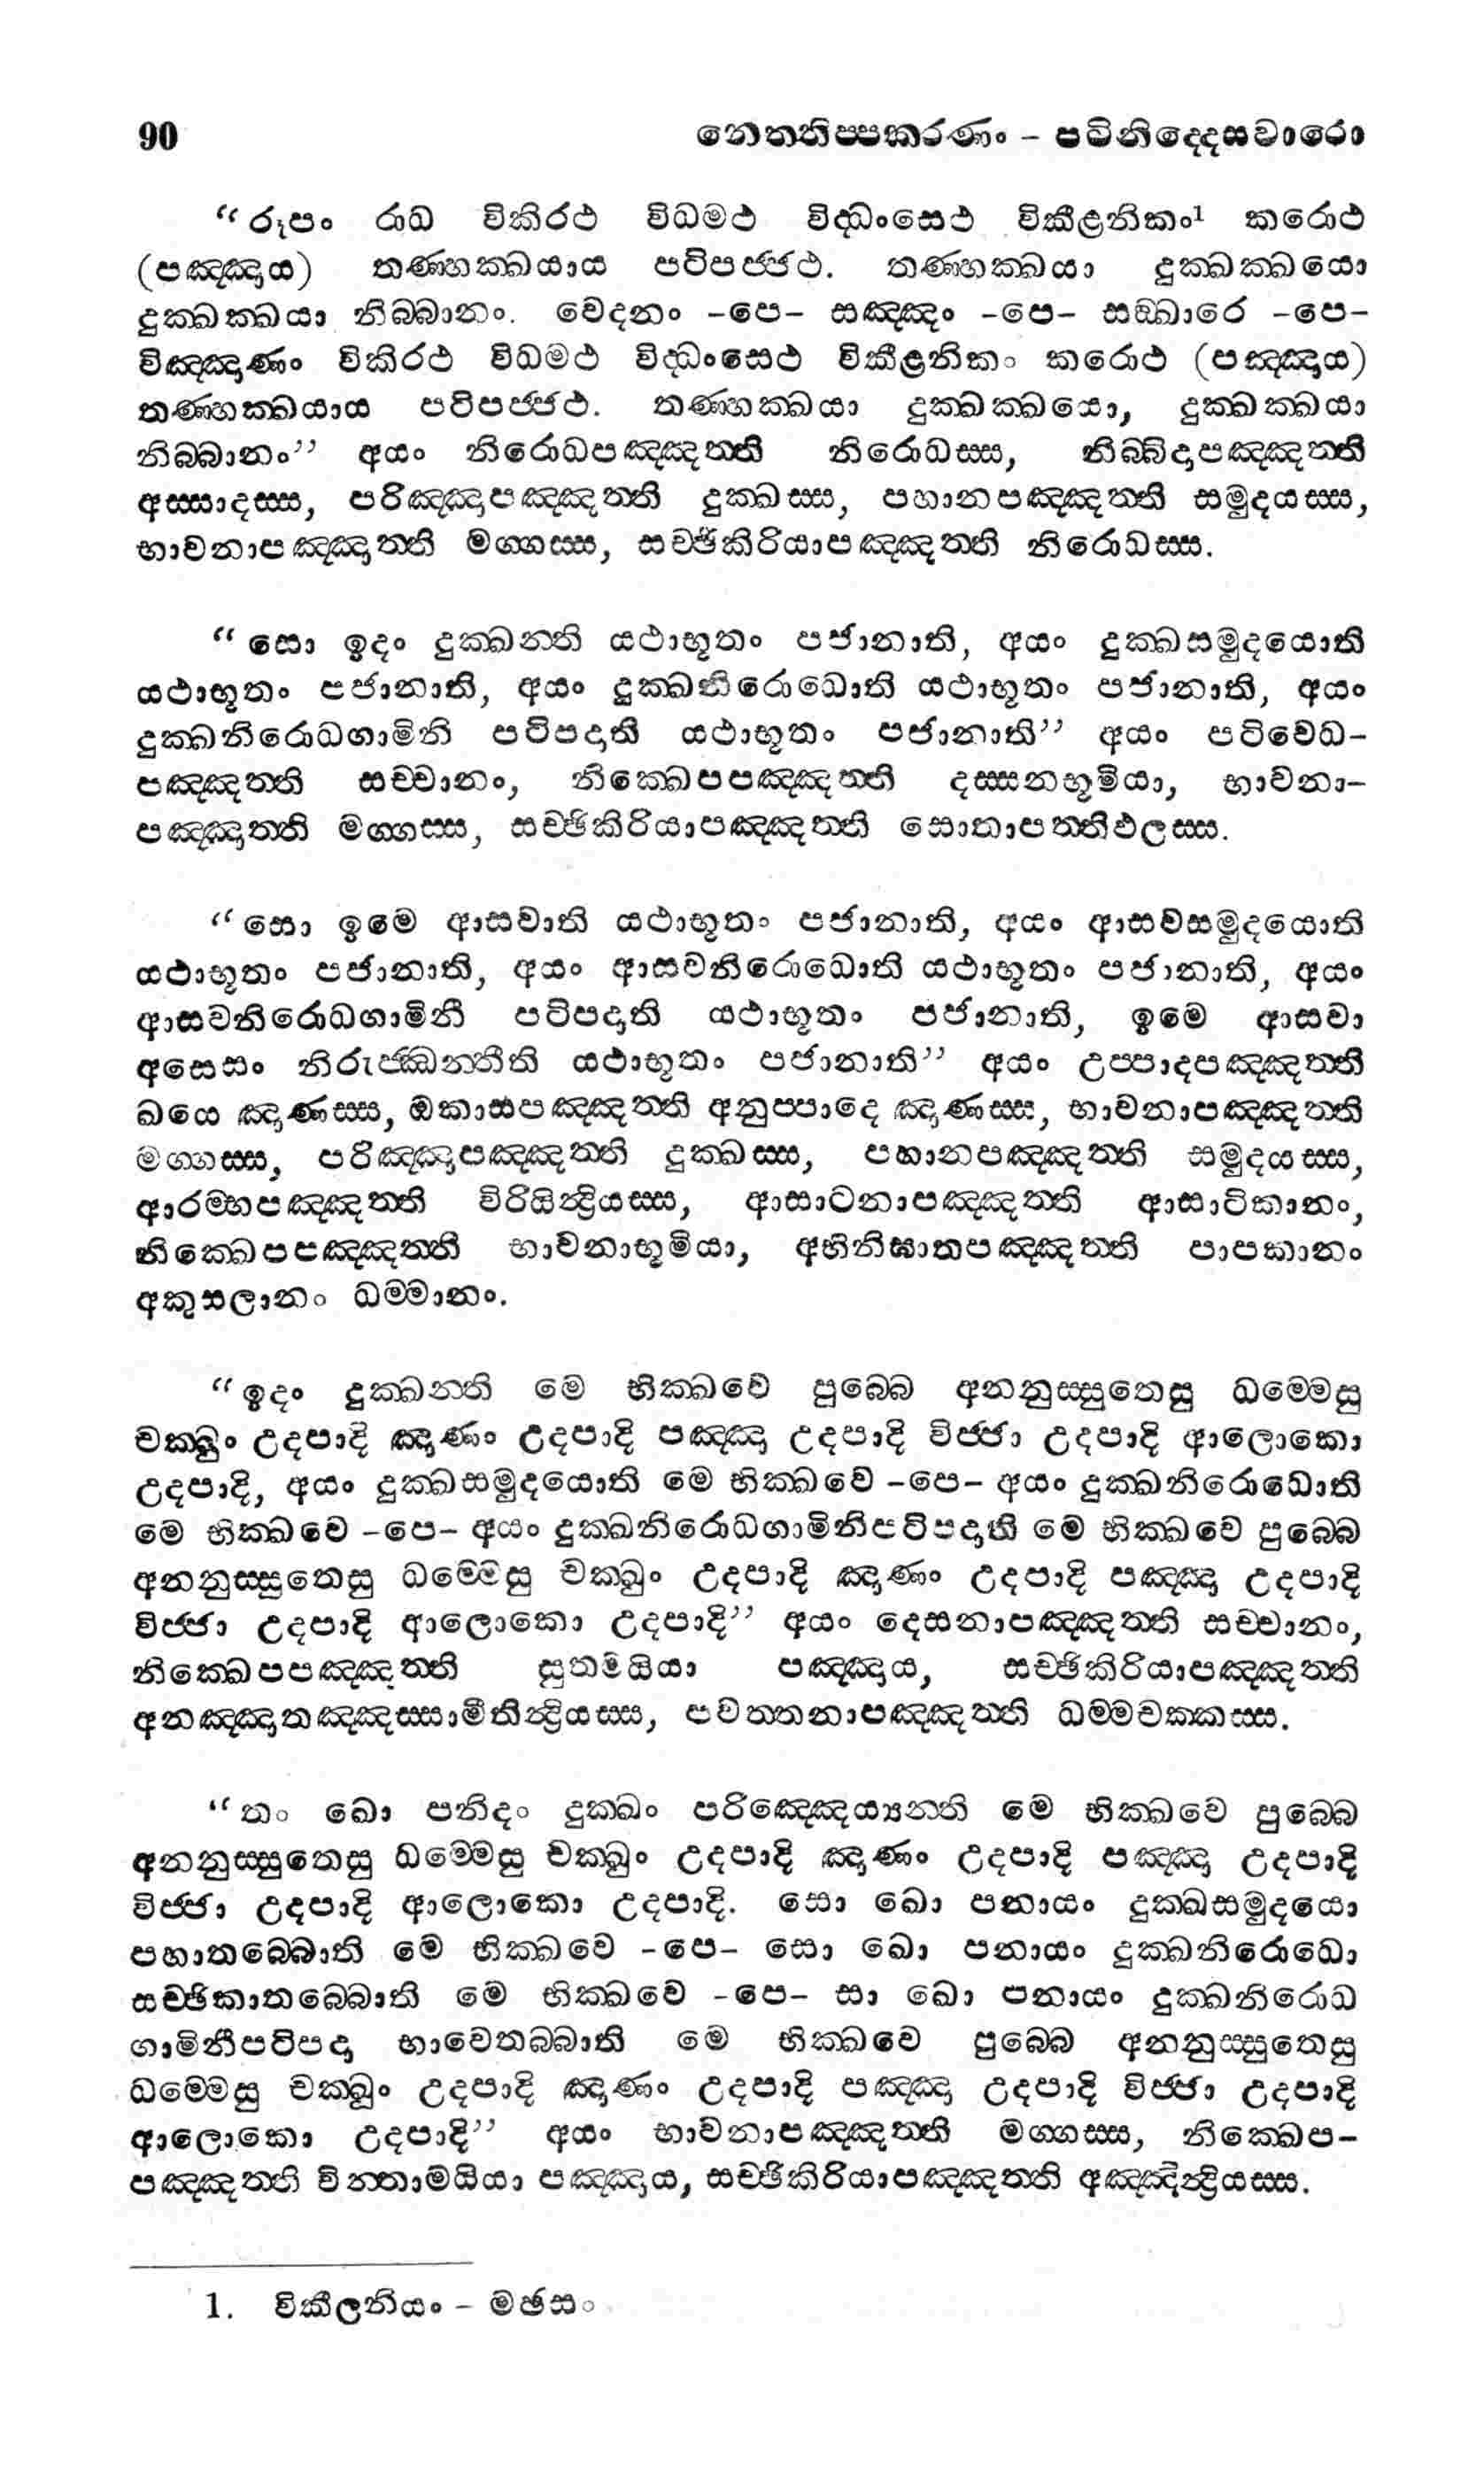 90 නෙත්තිප්පකරණං – පටිනිද්දෙසවාරො
“රූපං රාධ විකිරථ විධමථ විද්ධංසෙථ විකීළනිකං¹ කරොථ
(පඤ්ඤාය) තණ්හක්ඛයාය පටිපජ්ජථ. තණ්හක්ඛයා දුක්ඛක්ඛයො
දුක්ඛක්ඛයා නිබ්බානං. වේදනං -පෙ- සඤ්ඤං -පෙ- සඞ්ඛාරෙ -පෙ-
විඤ්ඤාණං විකිරථ විධමථ විද්ධංසෙථ විකීළනිකං කරොථ (පඤ්ඤාය)
තණ්හක්ඛයාය පටිපජ්ජථ. තණ්හක්ඛයා දුක්ඛක්ඛයො, දුක්ඛක්ඛයා
නිබ්බානං” අයං නිරොධපඤ්ඤත්ති නිරොධස්ස, නිබ්බිදාපඤ්ඤත්ති
අස්සාදස්ස, පරිඤ්ඤාපඤ්ඤත්ති දුක්ඛස්ස, පහානපඤ්ඤත්ති සමුදයස්ස,
භාවනාපඤ්ඤාත්ති මග්ගස්ස, සච්ඡිකිරියාපඤ්ඤත්ති නිරොධස්ස.
“සො ඉදං දුක්ඛන්ති යථාභූතං පජානාති, අයං දුක්ඛසමුදයොති
යථාභූතං පජානාති, අයං දුක්ඛනිරොධොති යථාභූතං පජානාති, අයං
දුක්ඛනිරොධගාමිනි පටිපදාති යථාභූතං පජානාති” අයං පටිවෙධ-
පඤ්ඤත්ති සච්චානං, නික්ඛෙපපඤ්ඤත්ති දස්සනභූමියා, භාවනා-
පඤ්ඤාත්ති මග්ගස්ස, සච්ඡිකිරියාපඤ්ඤත්ති සොතාපත්තිඵලස්ස.
“සො ඉමෙ ආසවාති යථාභූතං පජානාති, අයං ආසවසමුදයොති
යථාභූතං පජානාති, අයං ආසවනිරොධොති යථාභූතං පජානාති, අයං
ආසවනිරොධගාමිනී පටිපදාති යථාභූතං පජානාති, ඉමෙ ආසවා
අසෙසං නිරුජ්ඣන්තීති යථාභූතං පජානාති” අයං උප්පාදපඤ්ඤත්ති
ඛයෙ ඤාණස්ස, ඔකාසපඤ්ඤත්ති අනුප්පාදෙ ඤාණස්ස, භාවනාපඤ්ඤත්ති
මග්ගස්ස, පරිඤ්ඤාපඤ්ඤත්ති දුක්ඛස්ස, පහානපඤ්ඤත්ති සමුදයස්ස,
ආරම්භපඤ්ඤත්ති විරියින්ද්‍රියස්ස, ආසාටනාපඤ්ඤත්ති ආසාටිකානං,
නික්ඛෙපපඤ්ඤත්ති භාවනාභූමියා, අභිනිඝාතපඤ්ඤත්ති පාපකානං
අකුසලානං ධම්මානං.
“ඉදං දුක්ඛන්ති මෙ භික්ඛවේ පුබ්බෙ අනනුස්සුතෙසු ධම්මෙසු
චක්ඛුං උදපාදි ඤාණං උදපාදි පඤ්ඤා උදපාදි විජ්ජා උදපාදි ආලොකො
උදපාදි, අයං දුක්ඛසමුදයොති මෙ භික්ඛවෙ -පෙ- අයං දුක්ඛනිරොධොති
මෙ භික්ඛවෙ -පෙ- අයං දුක්ඛනිරොධගාමිනිපටිපදාති මෙ භික්ඛවෙ පුබ්බෙ
අනනුස්සුතෙසු ධම්මෙසු චක්ඛුං උදපාදි ඤාණං උදපාදි පඤ්ඤා උදපාදි
විජ්ජා උදපාදි ආලොකො උදපාදි” අයං දෙසනාපඤ්ඤත්ති සච්චානං,
නික්ඛෙපපඤ්ඤත්ති සුතමයියා පඤ්ඤාය, සච්ඡිකිරියාපඤ්ඤත්ති
අනඤ්ඤාතඤ්ඤස්සාමීතින්ද්‍රියස්ස, පවත්තනාපඤ්ඤත්ති ධම්මචක්කස්ස.
“තං ඛො පනිදං දුක්ඛං පරිඤ්ඤෙය්‍යන්ති මෙ භික්ඛවෙ පුබ්බෙ
අනනුස්සුතෙසු ධම්මෙසු චක්ඛුං උදපාදි ඤාණං උදපාදි පඤ්ඤා උදපාදි
විජ්ජා උදපාදි ආලොකො උදපාදි. සො ඛො පනායං දුක්ඛසමුදයො
පහාතබ්බොති මෙ භික්ඛවෙ -පෙ- සො ඛො පනායං දුක්ඛනිරොධො
සච්ඡිකාතබ්බොති මෙ භික්ඛවෙ -පෙ- සා ඛො පනායං දුක්ඛනිරොධ
ගාමිනීපටිපදා භාවෙතබ්බාති මෙ භික්ඛවෙ පුබ්බෙ අනනුස්සුතෙසු
ධම්මෙසු චක්ඛුං උදපාදි ඤාණං උදපාදි පඤ්ඤා උදපාදි විජ්ජා උදපාදි
ආලොකො උදපාදි” අයං භාවනාපඤ්ඤත්ති මග්ගස්ස, නික්ඛෙප-
පඤ්ඤත්ති චින්තාමයියා පඤ්ඤාය, සච්ඡිකිරියාපඤ්ඤත්ති අඤ්ඤින්ද්‍රියස්ස.
1. විකීලනියං – මඡසං